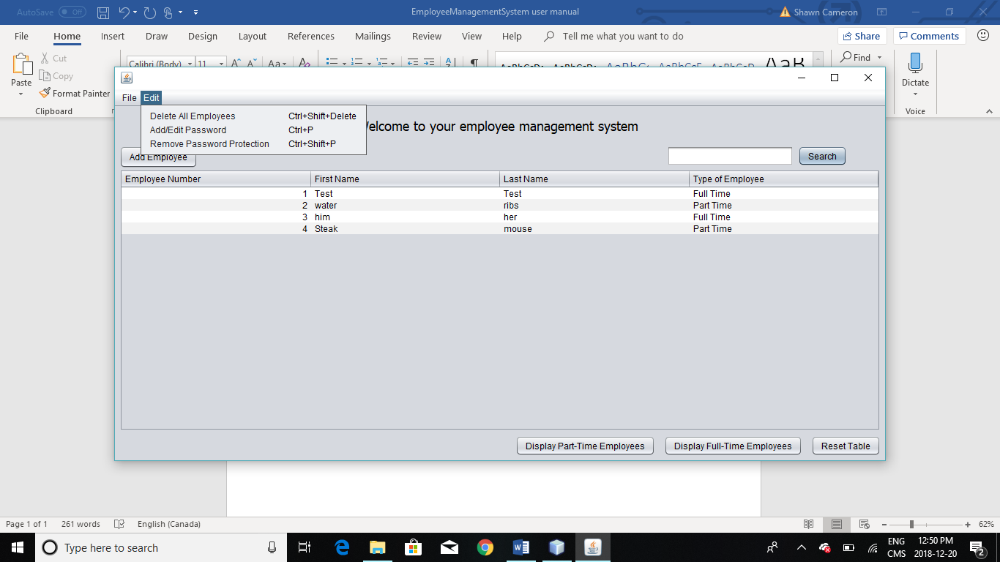 AutoSave Off EmployeeManagementSystem user manual Shawn Cameron
File Home Insert Draw Design Layout References Mailings Review View Help Tell me what you want to do Share Comments
Cut
Copy
Paste
Format Painter
Clipboard
Calibri (Body) 11 Aa
Find
Dictate
Voice
File Edit
Delete All Employees Ctrl+Shift+Delete
Add/Edit Password Ctrl+P
Remove Password Protection Ctrl+Shift+P
elcome to your employee management system
Add Employee Search
Employee Number First Name Last Name Type of Employee
1 Test Test Full Time
2 water ribs Part Time
3 him her Full Time
4 Steak mouse Part Time
Display Part-Time Employees Display Full-Time Employees Reset Table
Page 1 of 1 261 words English (Canada) 62%
Type here to search
ENG 12:50 PM
CMS 2018-12-20 2